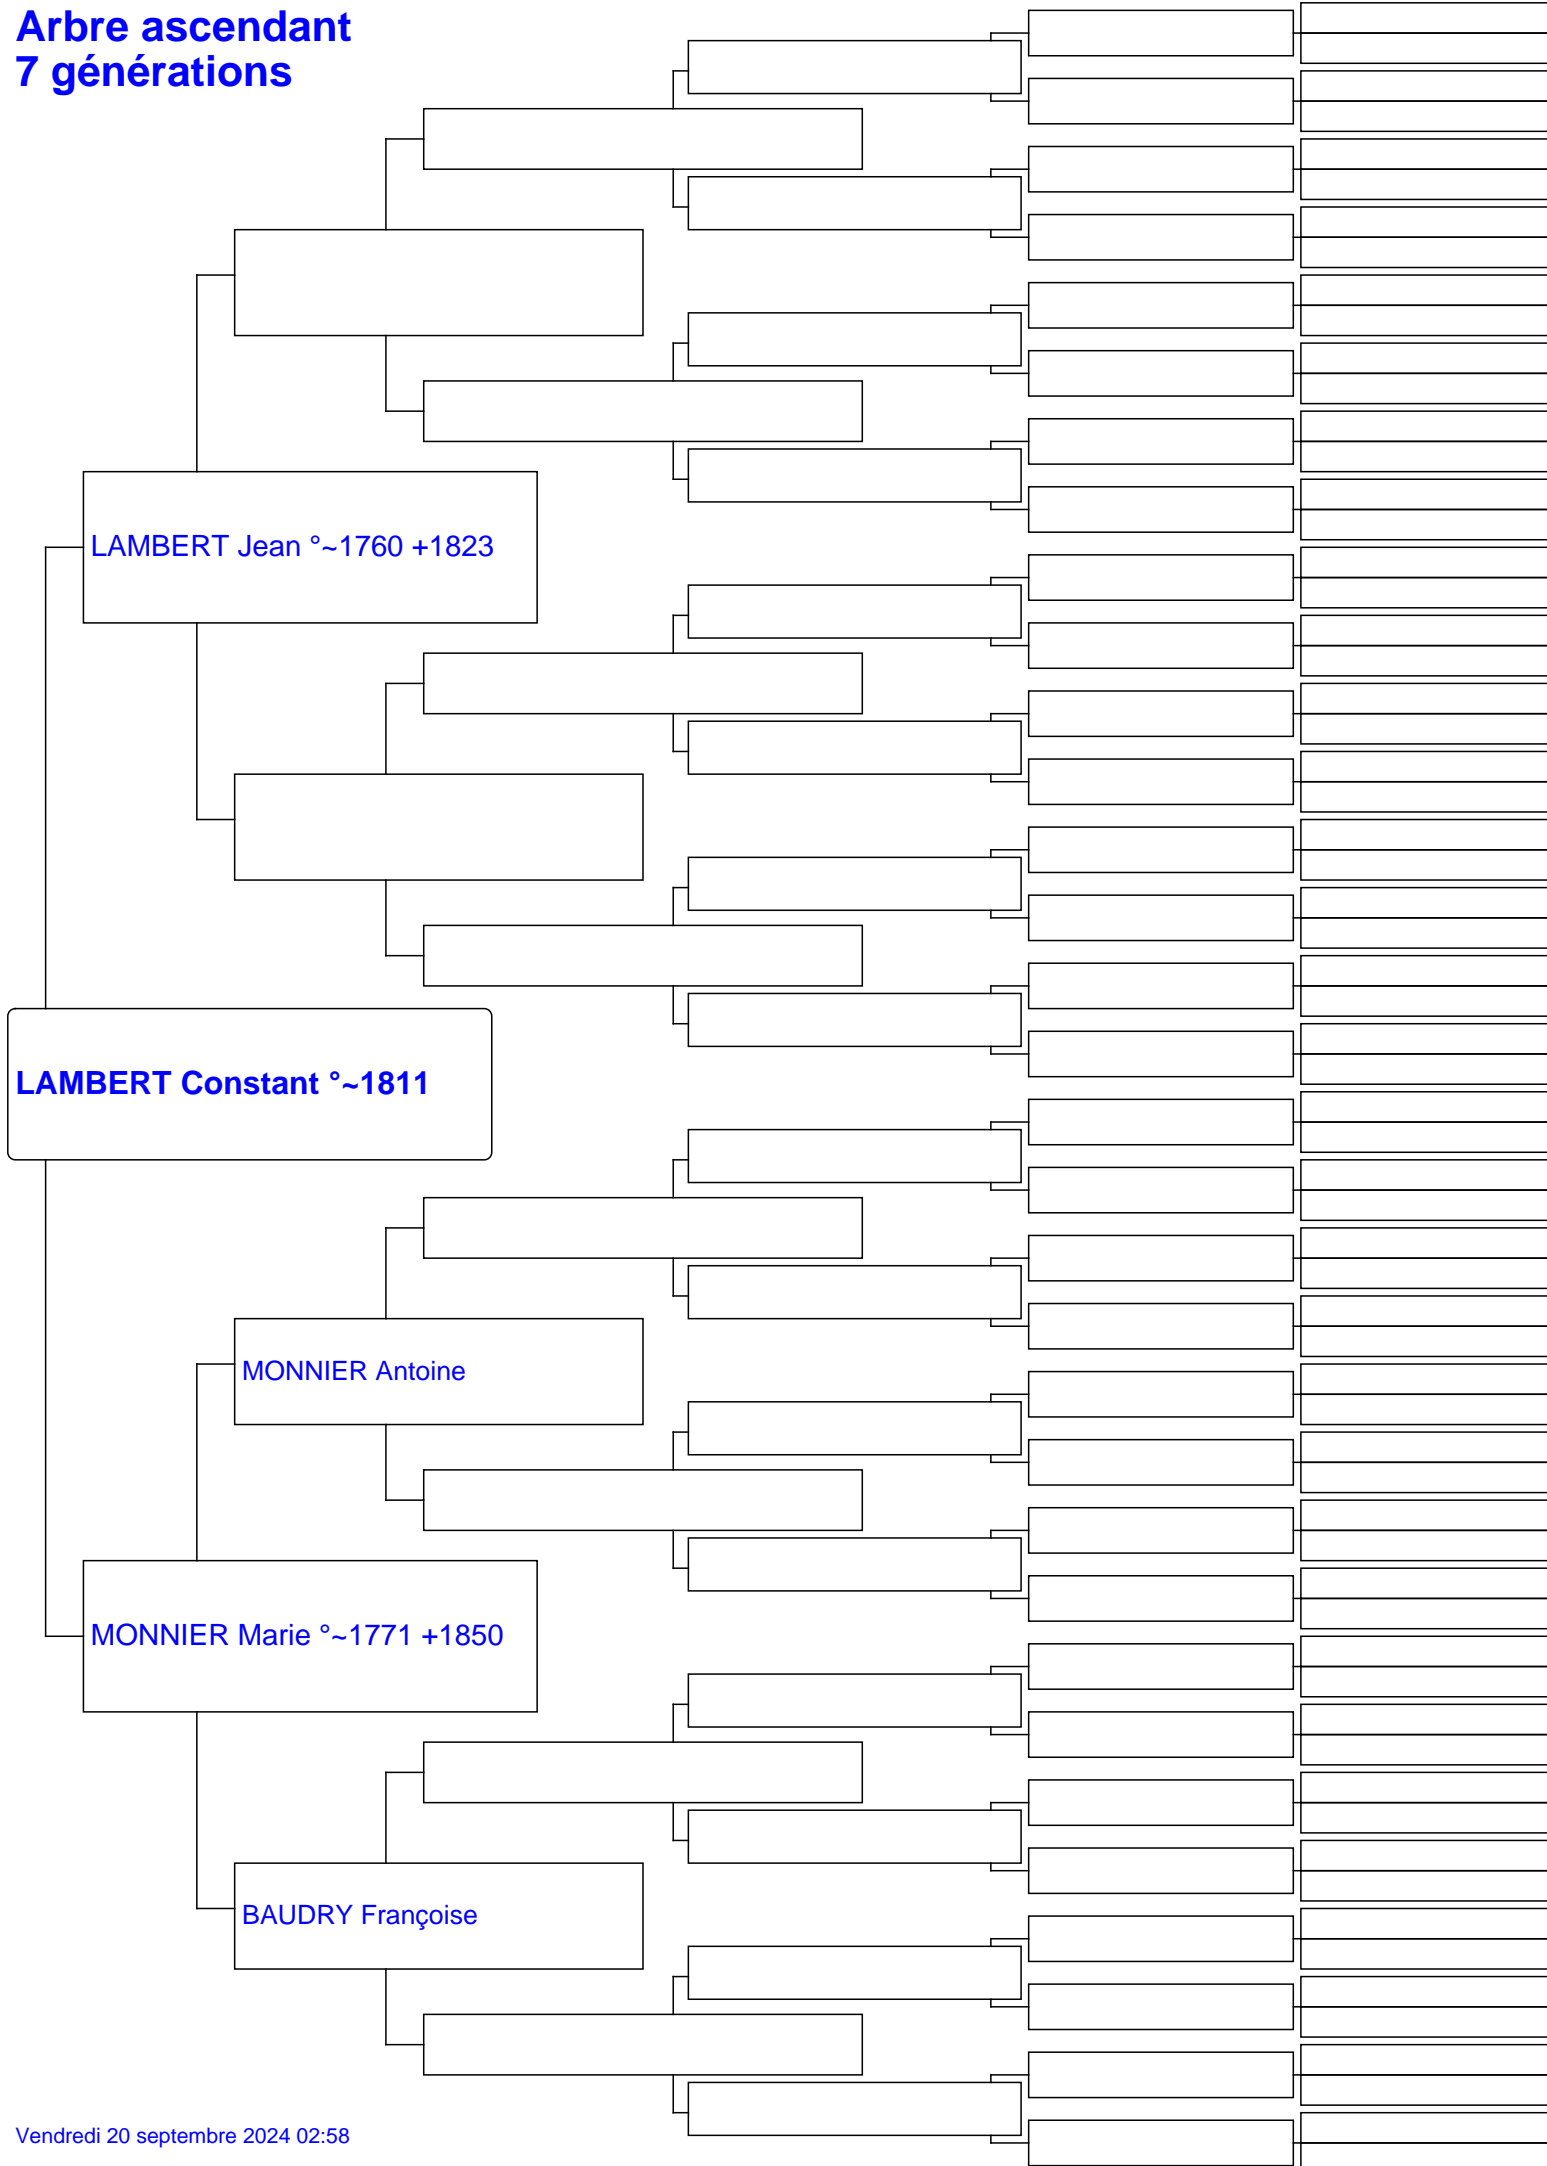 Arbre ascendant
7 générations
LAMBERT Jean °~1760 +1823
LAMBERT Constant °~1811
MONNIER Antoine
MONNIER Marie °~1771 +1850
BAUDRY Françoise
Vendredi 20 septembre 2024 02:58